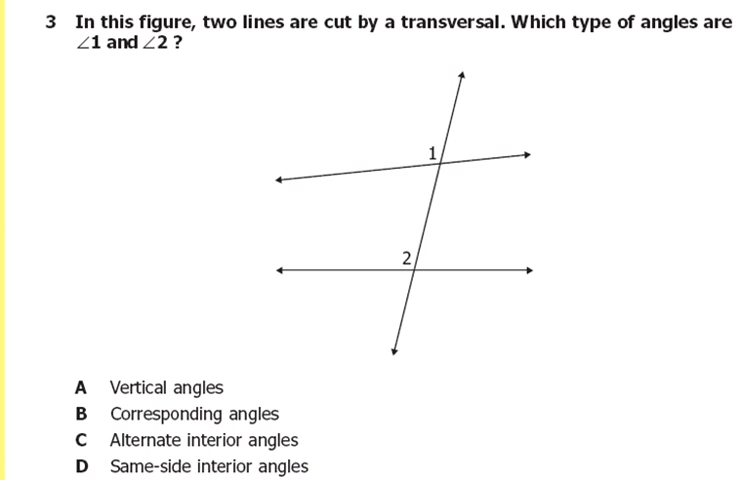 3 In this figure, two lines are cut by a transversal. Which type of angles are
∠1 and ∠2 ?
1
2
A Vertical angles
B Corresponding angles
C Alternate interior angles
D Same-side interior angles